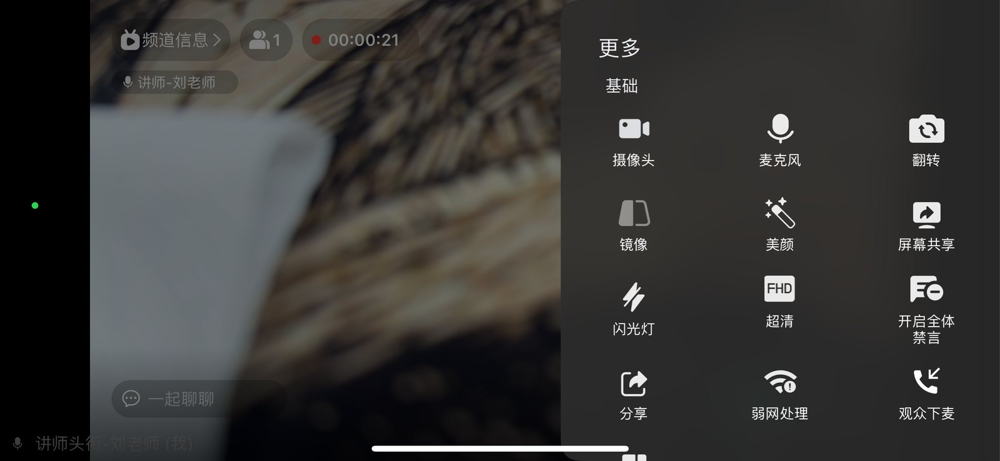 频道信息
1
00:00:21
讲师-刘老师
一起聊聊
讲师头衔-刘老师 (我)
更多
基础
摄像头
麦克风
翻转
镜像
美颜
屏幕共享
闪光灯
FHD
超清
开启全体
禁言
分享
弱网处理
观众下麦